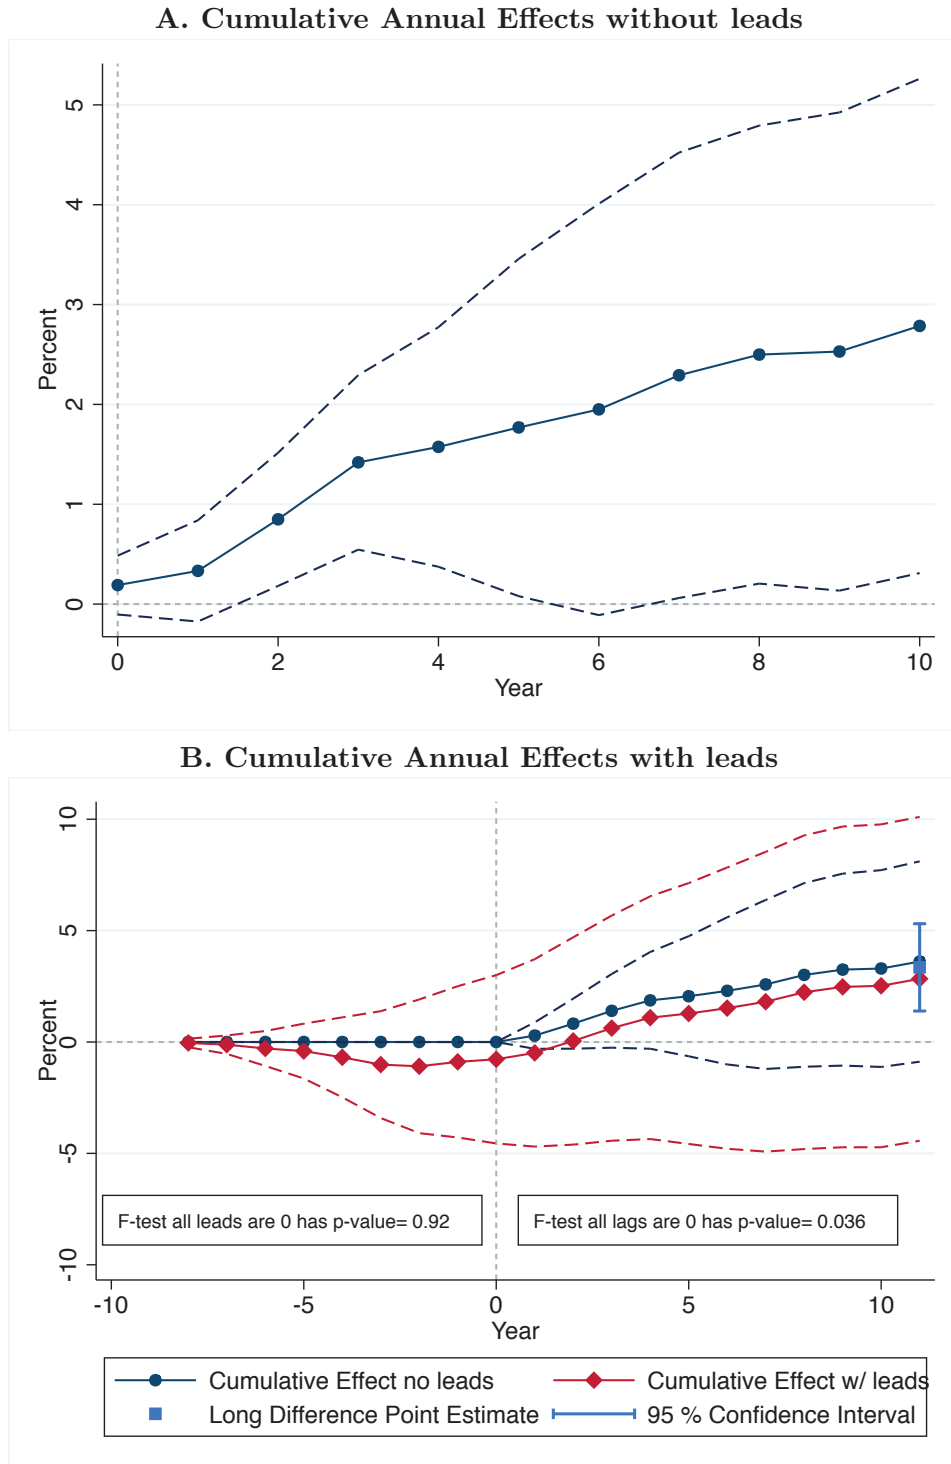 A. Cumulative Annual Effects without leads
5
4
3
2
1
0
Percent
0 2 4 6 8 10
Year
B. Cumulative Annual Effects with leads
10
5
0
-5
-10
Percent
F-test all leads are 0 has p-value= 0.92
F-test all lags are 0 has p-value= 0.036
-10 -5 0 5 10
Year
Cumulative Effect no leads
Cumulative Effect w/ leads
Long Difference Point Estimate
95 % Confidence Interval